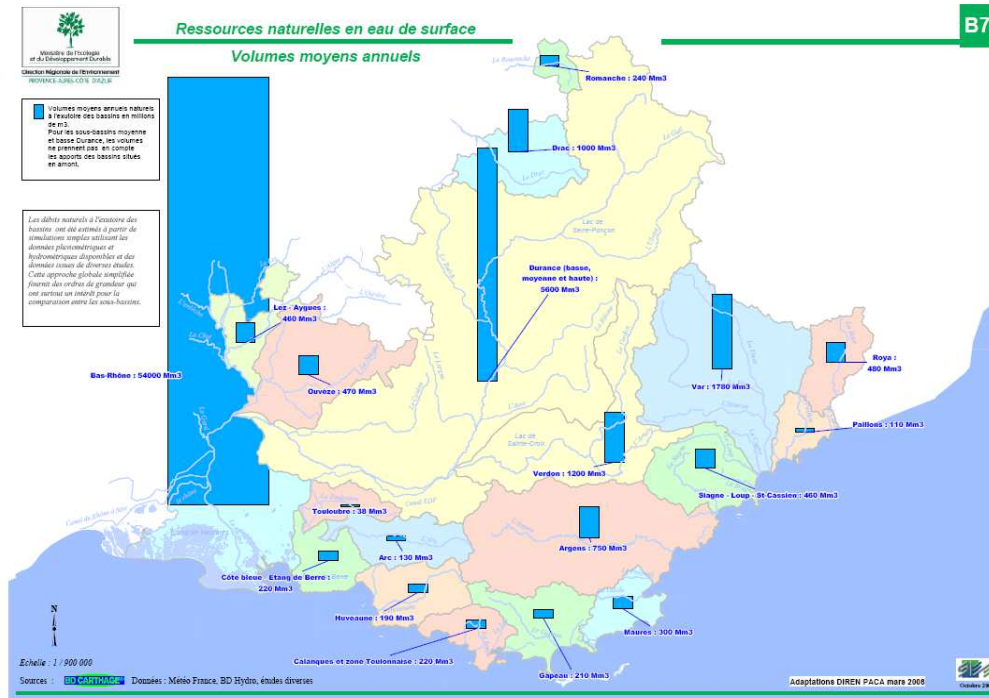 Ressources naturelles en eau de surface
Volumes moyens annuels
B7
Ministère de l'Ecologie
et du Développement Durable
Direction Régionale de l'Environnement
PROVENCE-ALPES-CÔTE D'AZUR
Volumes moyens annuels naturels
à l'exutoire des bassins en millions
de m3.
Pour les sous-bassins moyenne
et basse Durance, les volumes
ne prennent pas en compte
les apports des bassins situés
en amont.
Les débits naturels à l'exutoire des
bassins ont été estimés à partir de
simulations simples utilisant les
données pluviométriques et
hydrométriques disponibles et des
données issues de diverses études.
Cette approche globale simplifiée
fournit des ordres de grandeur qui
ont surtout un intérêt pour la
comparaison entre les sous-bassins.
La Romanche
Romanche : 240 Mm3
Drac : 1000 Mm3
Le Drac
Lac de
Serre-Ponçon
Durance (basse,
moyenne et haute) :
5600 Mm3
Lez - Aygues :
460 Mm3
Bas-Rhône : 54000 Mm3
Ouvèze : 470 Mm3
Var : 1780 Mm3
Roya :
480 Mm3
Paillons : 110 Mm3
Lac de
Sainte-Croix
Verdon : 1200 Mm3
Siagne - Loup - St-Cassien : 460 Mm3
Touloubre : 38 Mm3
Canal de Rhône à Sète
Argens : 750 Mm3
Arc : 130 Mm3
Côte bleue - Etang de Berre :
220 Mm3
Huveaune : 190 Mm3
Maures : 300 Mm3
Calanques et zone Toulonnaise : 220 Mm3
Gapeau : 210 Mm3
N
Echelle : 1 / 900 000
Sources : BD CARTHAGE Données : Météo France, BD Hydro, études diverses
Adaptations DIREN PACA mars 2008